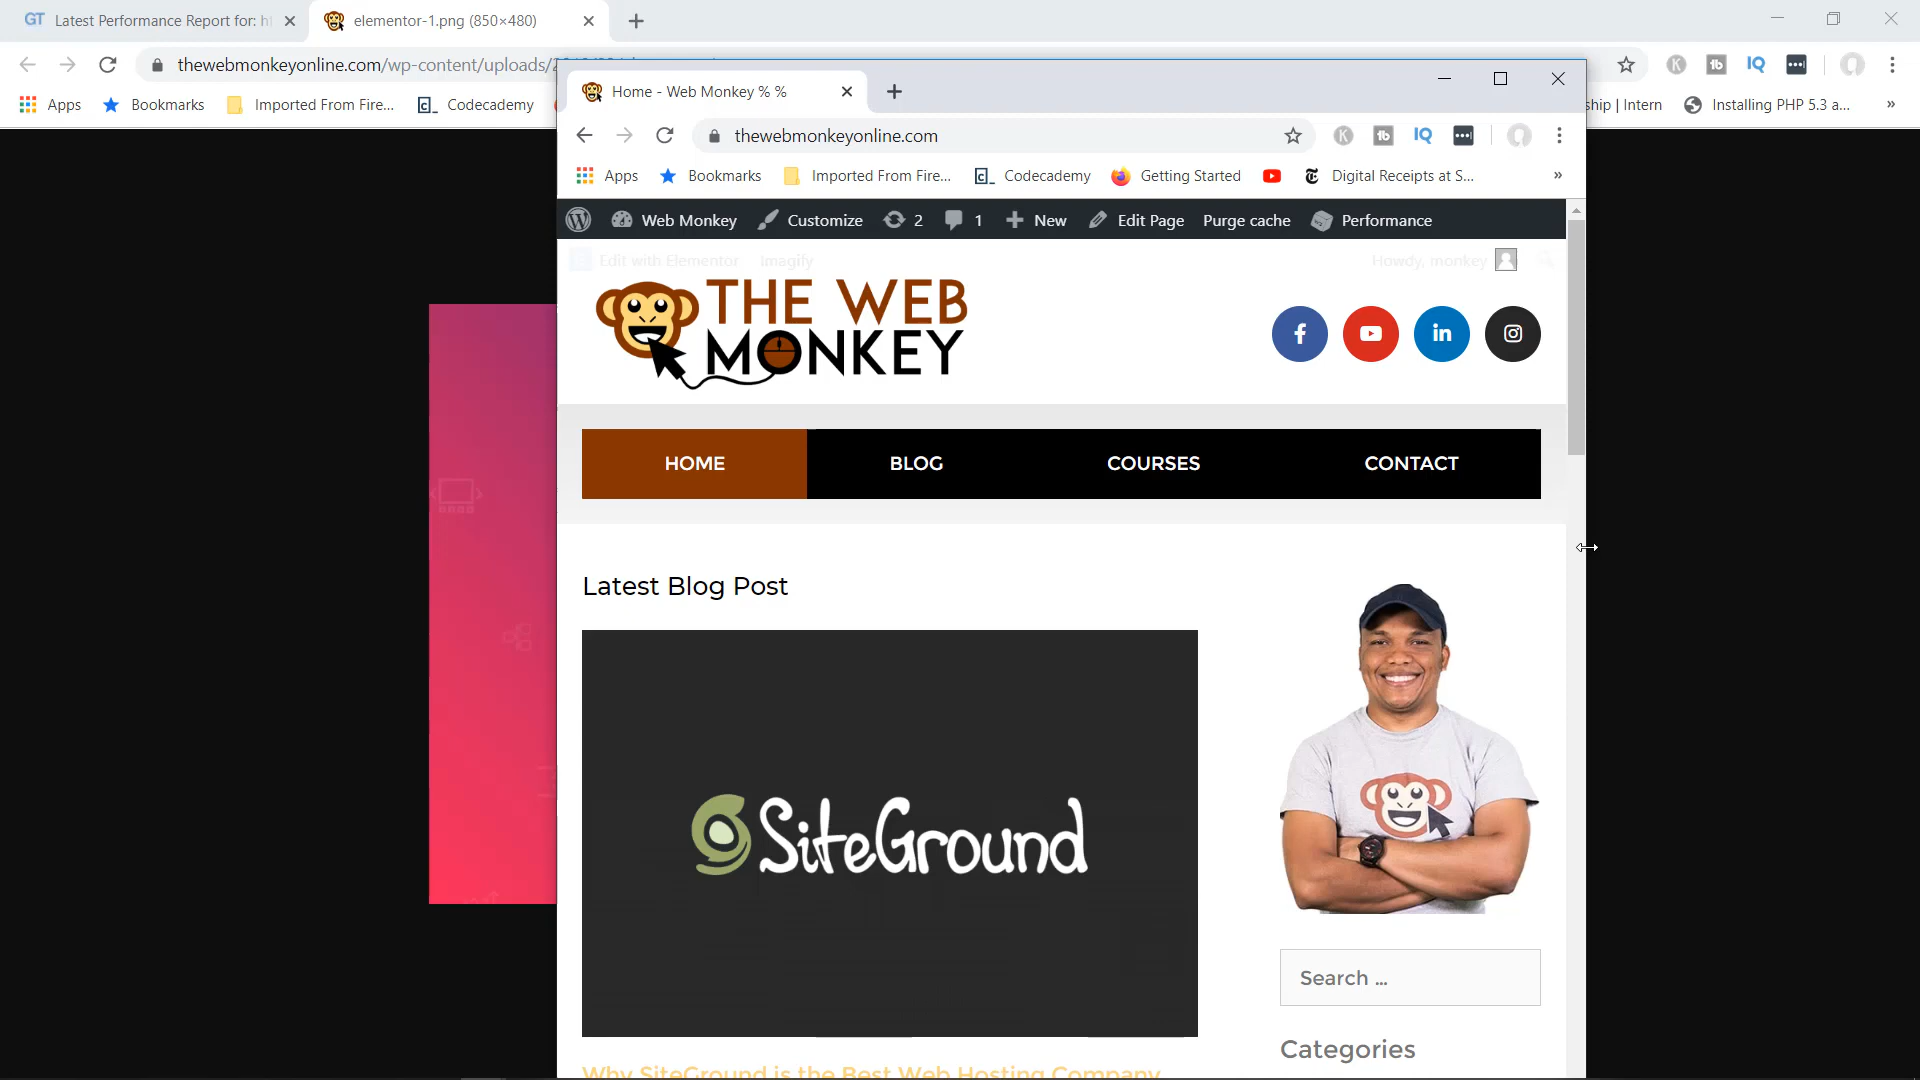 GT Latest Performance Report for: h
elementor-1.png (850×480)
thewebmonkeyonline.com/wp-content/uploads/
Apps
Bookmarks
Imported From Fire...
Codecademy
ship | Intern
Installing PHP 5.3 a...
»
Home - Web Monkey % %
thewebmonkeyonline.com
Apps
Bookmarks
Imported From Fire...
Codecademy
Getting Started
Digital Receipts at S...
»
Web Monkey
Customize
2
1
New
Edit Page
Purge cache
Performance
Edit with Elementor
Imagify
Howdy, monkey
THE WEB
MONKEY
HOME
BLOG
COURSES
CONTACT
Latest Blog Post
SiteGround
Search ...
Categories
Why SiteGround is the Best Web Hosting Company